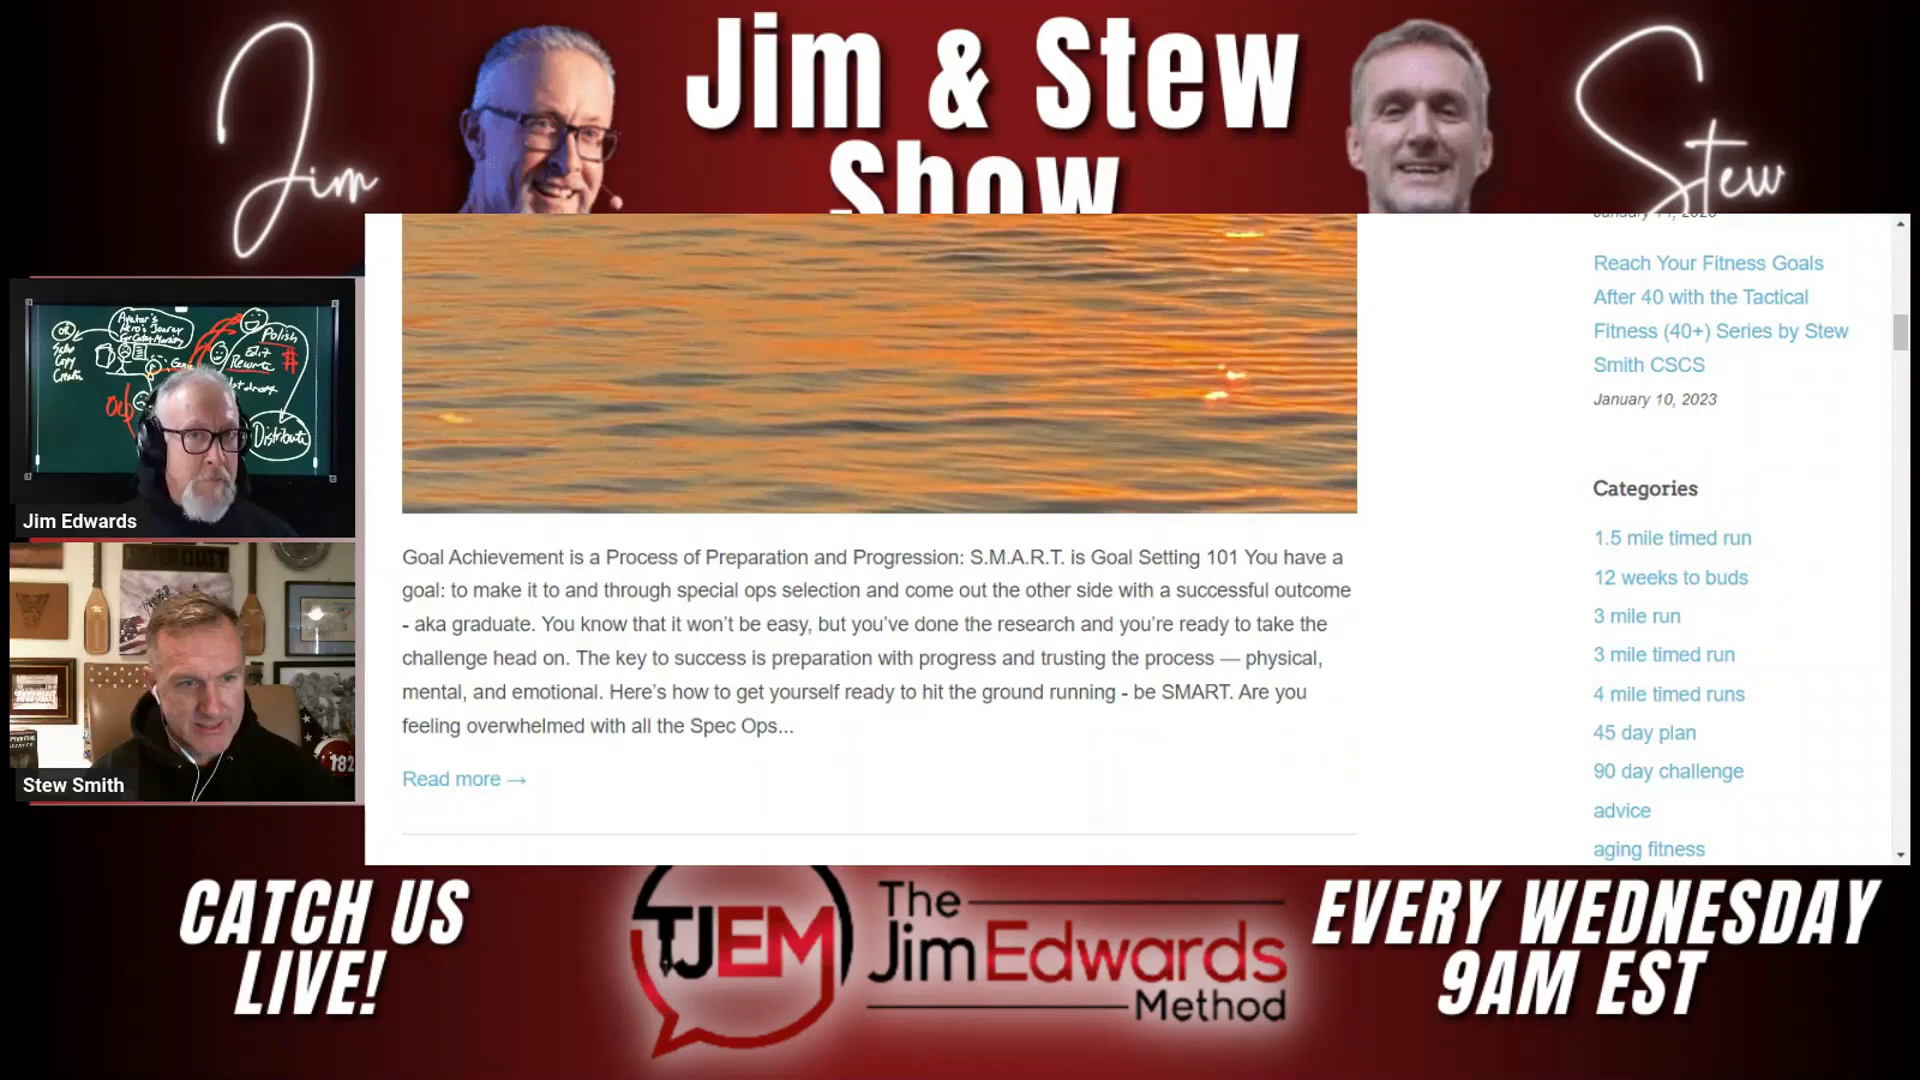 Jim
Jim & Stew
Show
Stew
Reach Your Fitness Goals
After 40 with the Tactical
Fitness (40+) Series by Stew
Smith CSCS
January 10, 2023
Categories
1.5 mile timed run
12 weeks to buds
3 mile run
3 mile timed run
4 mile timed runs
45 day plan
90 day challenge
advice
aging fitness
Avatar's
Polish
Edit
Rewrite
$
OR
Distribute
Jim Edwards
182
Stew Smith
Goal Achievement is a Process of Preparation and Progression: S.M.A.R.T. is Goal Setting 101 You have a
goal: to make it to and through special ops selection and come out the other side with a successful outcome
- aka graduate. You know that it won’t be easy, but you’ve done the research and you’re ready to take the
challenge head on. The key to success is preparation with progress and trusting the process — physical,
mental, and emotional. Here’s how to get yourself ready to hit the ground running - be SMART. Are you
feeling overwhelmed with all the Spec Ops...
Read more →
CATCH US
LIVE!
TJEM
The
Jim Edwards
Method
EVERY WEDNESDAY
9AM EST